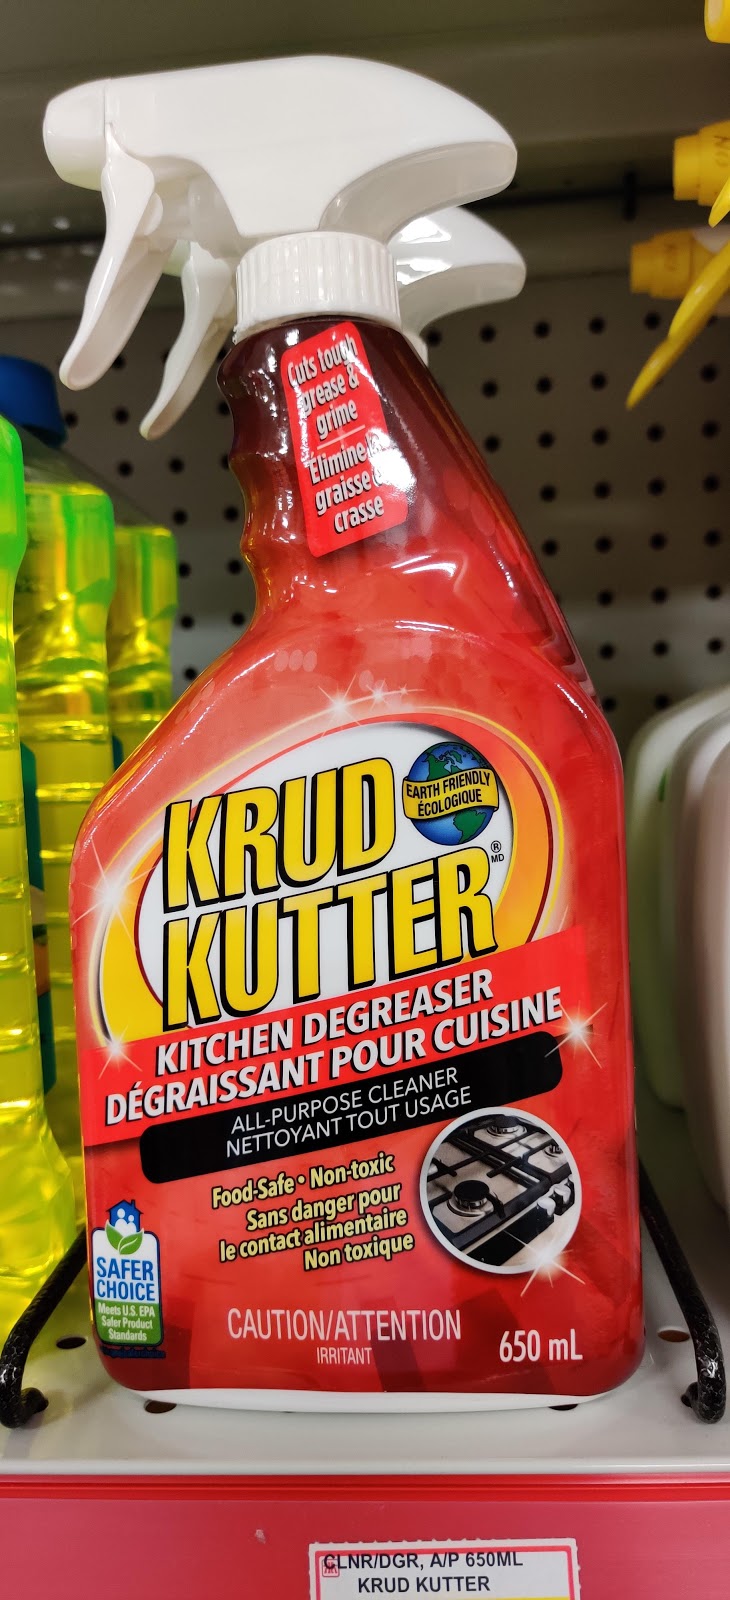 Cuts tough
grease &
grime
Élimine
graisse
crasse
EARTH FRIENDLY
ÉCOLOGIQUE
KRUD
KUTTER
®
MD
KITCHEN DEGREASER
DÉGRAISSANT POUR CUISINE
ALL-PURPOSE CLEANER
NETTOYANT TOUT USAGE
Food-Safe • Non-toxic
Sans danger pour
le contact alimentaire
Non toxique
SAFER
CHOICE
Meets U.S. EPA
Safer Product
Standards
CAUTION/ATTENTION
IRRITANT
650 mL
CLNR/DGR, A/P 650ML
KRUD KUTTER